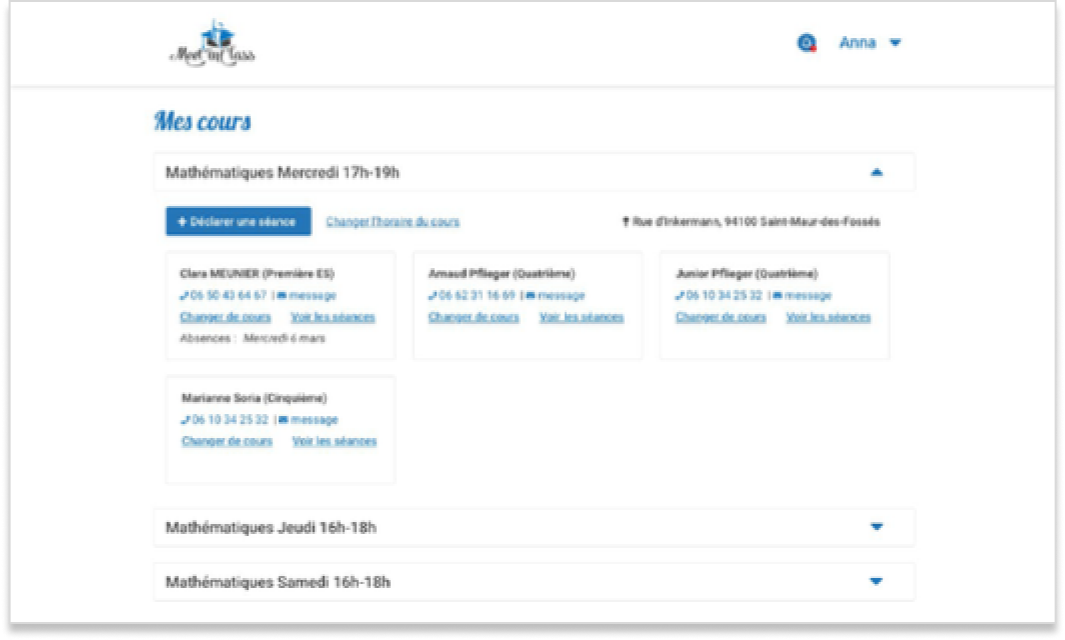 Meet in Class
Anna
Mes cours
Mathématiques Mercredi 17h-19h
+ Déclarer une séance Changer l'horaire du cours Rue d'Inkermann, 94100 Saint-Maur-des-Fossés
Clara MEUNIER (Première ES)
06 50 43 64 67 | message
Changer de cours Voir les séances
Absences : Mercredi 6 mars
Arnaud Pflieger (Quatrième)
06 62 31 16 69 | message
Changer de cours Voir les séances
Junior Pflieger (Quatrième)
06 10 34 25 32 | message
Changer de cours Voir les séances
Marianne Soria (Cinquième)
06 10 34 25 32 | message
Changer de cours Voir les séances
Mathématiques Jeudi 16h-18h
Mathématiques Samedi 16h-18h